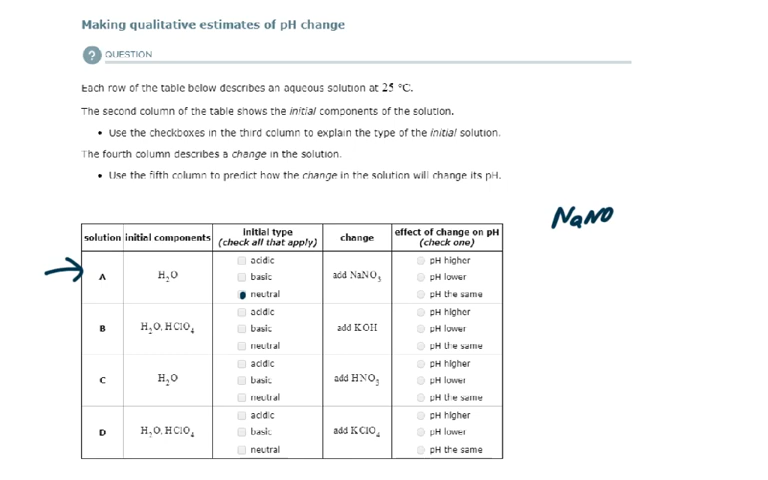 Making qualitative estimates of pH change
? QUESTION
Each row of the table below describes an aqueous solution at 25 °C.
The second column of the table shows the initial components of the solution.
• Use the checkboxes in the third column to explain the type of the initial solution.
The fourth column describes a change in the solution.
• Use the fifth column to predict how the change in the solution will change its pH.
NaNO
solution initial components initial type (check all that apply) change effect of change on pH (check one)
A H₂O acidic basic neutral add NaNO₃ pH higher pH lower pH the same
B H₂O, HClO₄ acidic basic neutral add KOH pH higher pH lower pH the same
C H₂O acidic basic neutral add HNO₃ pH higher pH lower pH the same
D H₂O, HClO₄ acidic basic neutral add KClO₄ pH higher pH lower pH the same